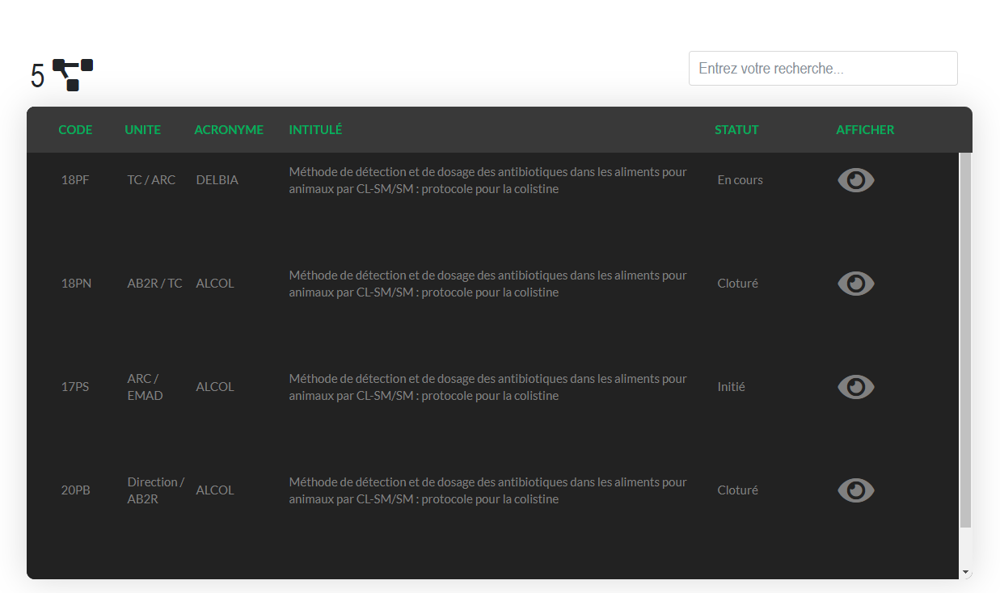 5
Entrez votre recherche...
CODE UNITE ACRONYME INTITULÉ STATUT AFFICHER
18PF TC / ARC DELBIA Méthode de détection et de dosage des antibiotiques dans les aliments pour
animaux par CL-SM/SM : protocole pour la colistine En cours
18PN AB2R / TC ALCOL Méthode de détection et de dosage des antibiotiques dans les aliments pour
animaux par CL-SM/SM : protocole pour la colistine Cloturé
17PS ARC /
EMAD ALCOL Méthode de détection et de dosage des antibiotiques dans les aliments pour
animaux par CL-SM/SM : protocole pour la colistine Initié
20PB Direction /
AB2R ALCOL Méthode de détection et de dosage des antibiotiques dans les aliments pour
animaux par CL-SM/SM : protocole pour la colistine Cloturé